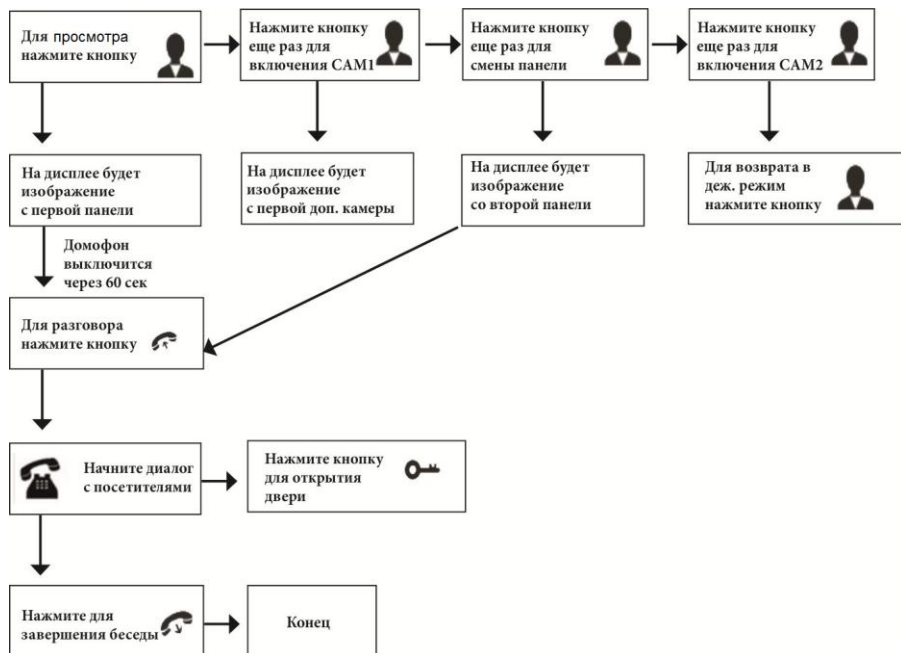 Для просмотра
нажмите кнопку
Нажмите кнопку
еще раз для
включения CAM1
Нажмите кнопку
еще раз для
смены панели
Нажмите кнопку
еще раз для
включения CAM2
На дисплее будет
изображение
с первой панели
На дисплее будет
изображение
с первой доп. камеры
На дисплее будет
изображение
со второй панели
Для возврата в
деж. режим
нажмите кнопку
Домофон
выключится
через 60 сек
Для разговора
нажмите кнопку
Начните диалог
с посетителями
Нажмите кнопку
для открытия
двери
Нажмите для
завершения беседы
Конец